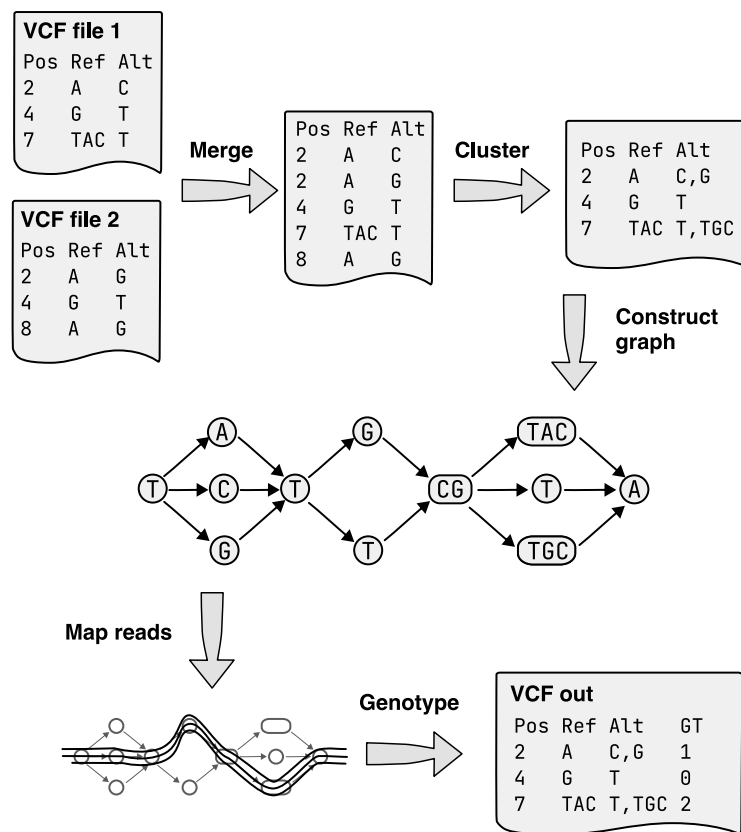 VCF file 1
Pos Ref Alt
2 A C
4 G T
7 TAC T
VCF file 2
Pos Ref Alt
2 A G
4 G T
8 A G
Merge
Pos Ref Alt
2 A C
2 A G
4 G T
7 TAC T
8 A G
Cluster
Pos Ref Alt
2 A C,G
4 G T
7 TAC T,TGC
Construct
graph
A G TAC
T C T CG T A
G T TGC
Map reads
Genotype
VCF out
Pos Ref Alt GT
2 A C,G 1
4 G T 0
7 TAC T,TGC 2